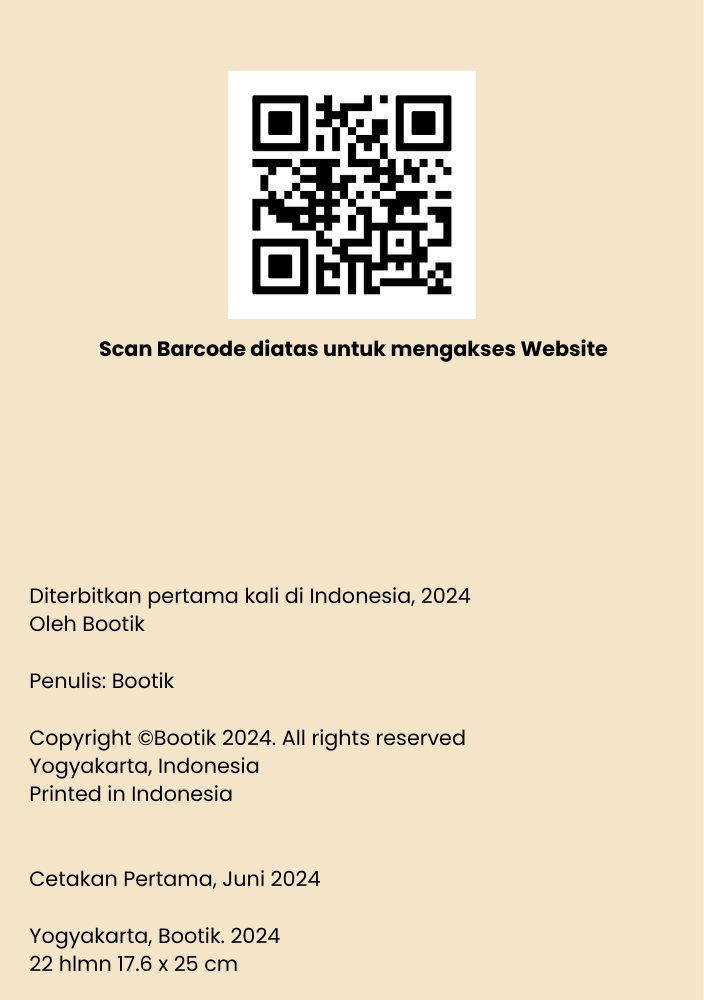 Scan Barcode diatas untuk mengakses Website
Diterbitkan pertama kali di Indonesia, 2024
Oleh Bootik
Penulis: Bootik
Copyright ©Bootik 2024. All rights reserved
Yogyakarta, Indonesia
Printed in Indonesia
Cetakan Pertama, Juni 2024
Yogyakarta, Bootik. 2024
22 hlmn 17.6 x 25 cm